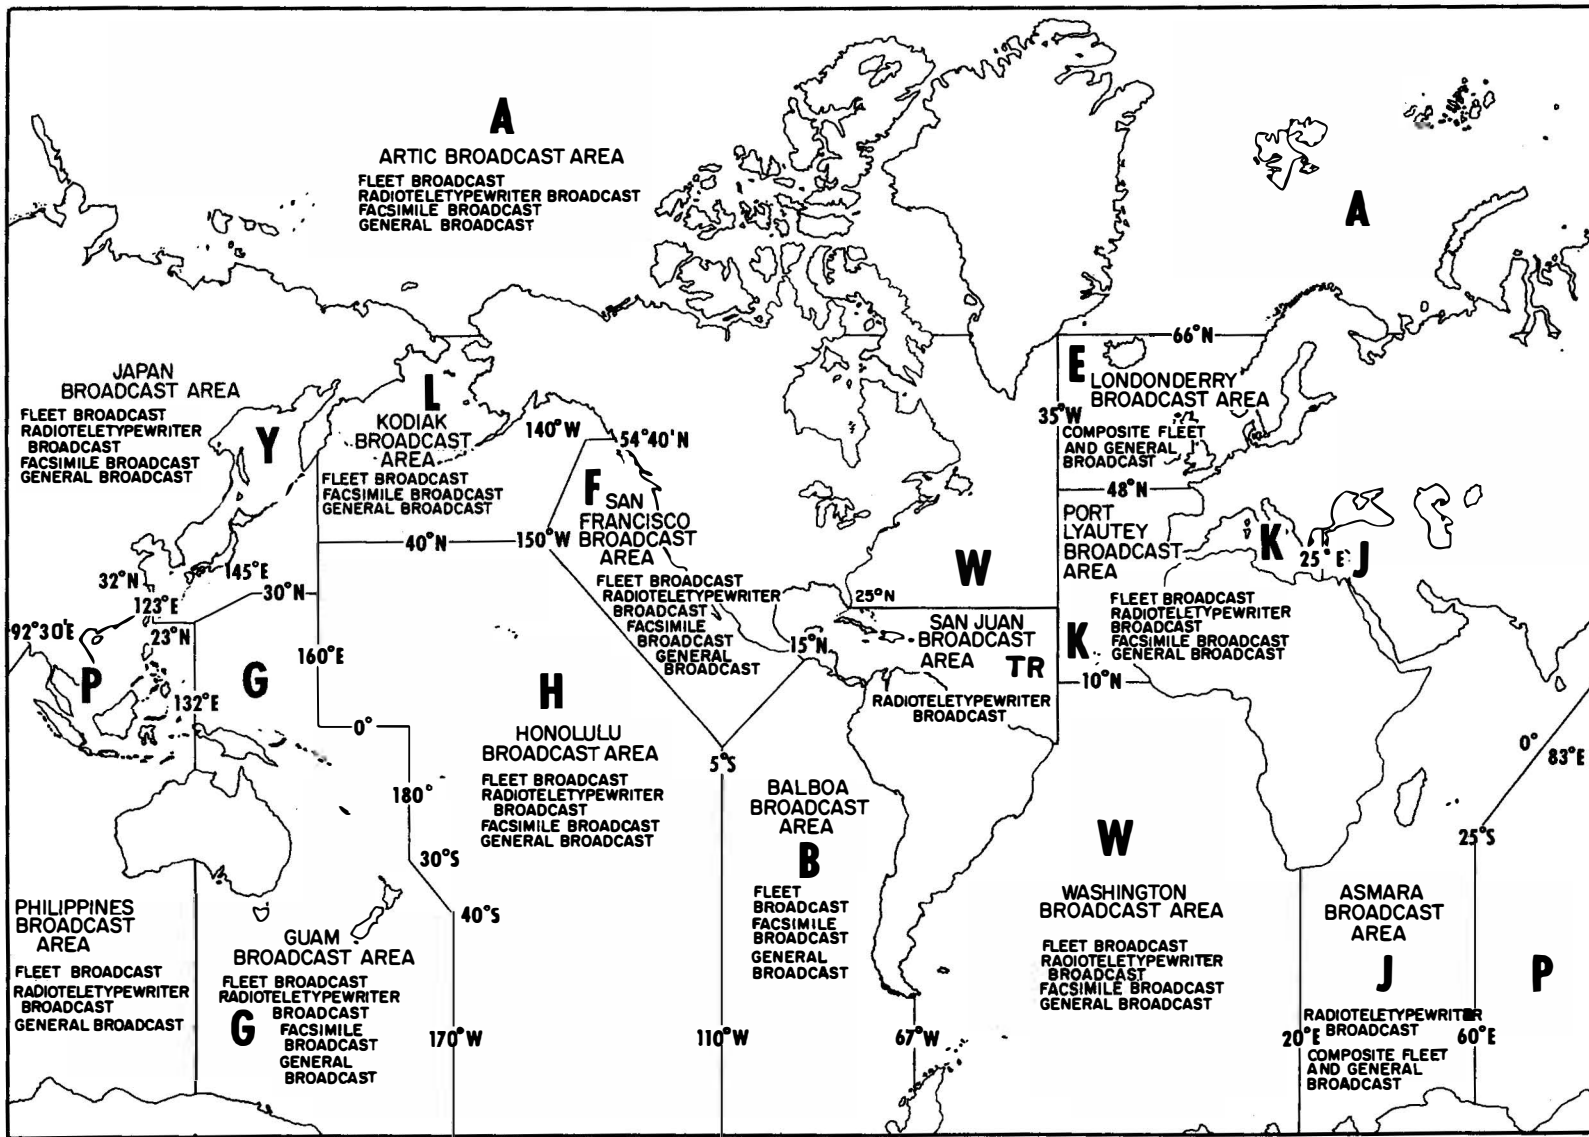 A
ARTIC BROADCAST AREA
FLEET BROADCAST
RADIOTELETYPEWRITER BROADCAST
FACSIMILE BROADCAST
GENERAL BROADCAST
A
66°N
JAPAN
BROADCAST AREA
FLEET BROADCAST
RADIOTELETYPEWRITER
BROADCAST
FACSIMILE BROADCAST
GENERAL BROADCAST
Y
L
KODIAK
BROADCAST
AREA
FLEET BROADCAST
FACSIMILE BROADCAST
GENERAL BROADCAST
140°W
54°40'N
F
SAN
FRANCISCO
BROADCAST
AREA
FLEET BROADCAST
RADIOTELETYPEWRITER
BROADCAST
FACSIMILE
BROADCAST
GENERAL
BROADCAST
40°N
150°W
E
LONDONDERRY
BROADCAST AREA
35°W
COMPOSITE FLEET
AND GENERAL
BROADCAST
48°N
PORT
LYAUTEY
BROADCAST
AREA
K
25°E
J
FLEET BROADCAST
RADIOTELETYPEWRITER
BROADCAST
FACSIMILE BROADCAST
GENERAL BROADCAST
K
10°N
W
25°N
SAN JUAN
BROADCAST
AREA
TR
RADIOTELETYPEWRITER
BROADCAST
15°N
32°N
145°E
123°E
30°N
92°30'E
23°N
160°E
P
G
132°E
0°
H
HONOLULU
BROADCAST AREA
FLEET BROADCAST
RADIOTELETYPEWRITER
BROADCAST
FACSIMILE BROADCAST
GENERAL BROADCAST
5°S
180°
30°S
40°S
BALBOA
BROADCAST
AREA
B
FLEET
BROADCAST
FACSIMILE
BROADCAST
GENERAL
BROADCAST
W
WASHINGTON
BROADCAST AREA
FLEET BROADCAST
RADIOTELETYPEWRITER
BROADCAST
FACSIMILE BROADCAST
GENERAL BROADCAST
0°
83°E
25°S
ASMARA
BROADCAST
AREA
J
RADIOTELETYPEWRITER
BROADCAST
COMPOSITE FLEET
AND GENERAL
BROADCAST
P
PHILIPPINES
BROADCAST
AREA
FLEET BROADCAST
RADIOTELETYPEWRITER
BROADCAST
GENERAL BROADCAST
GUAM
BROADCAST AREA
FLEET BROADCAST
RADIOTELETYPEWRITER
BROADCAST
G
FACSIMILE
BROADCAST
GENERAL
BROADCAST
170°W
110°W
67°W
20°E
60°E